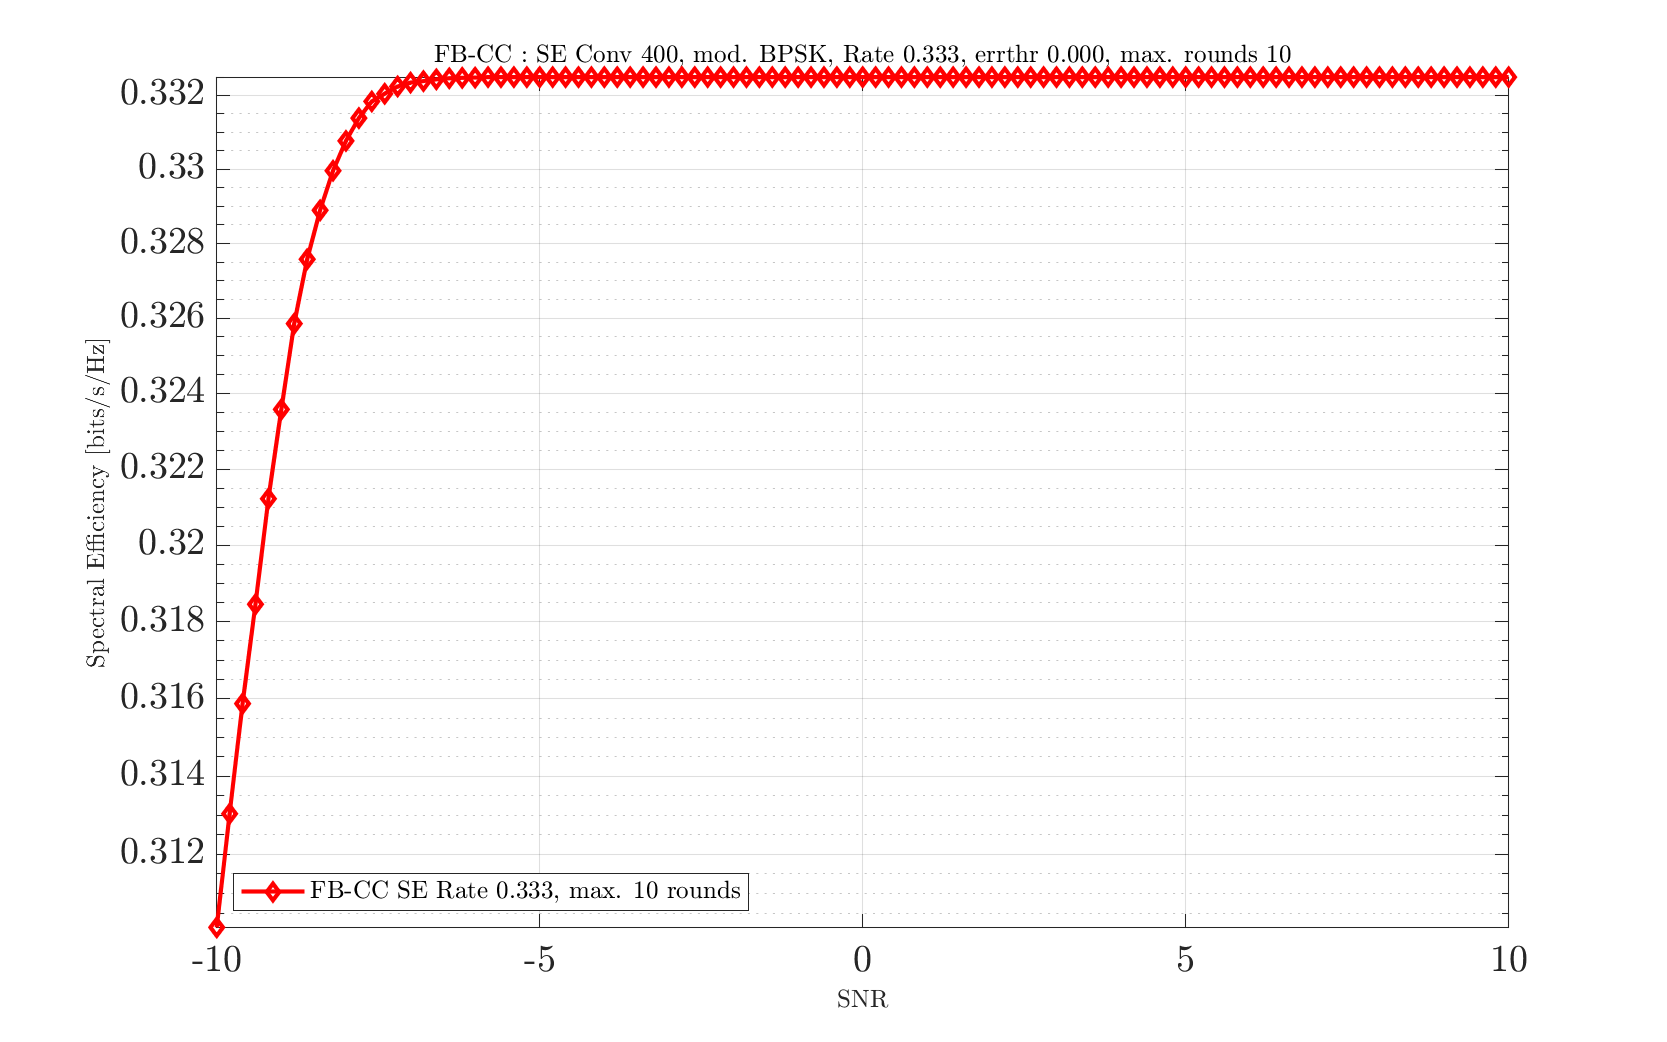 FB-CC : SE Conv 400, mod. BPSK, Rate 0.333, errthr 0.000, max. rounds 10
0.332
0.33
0.328
0.326
0.324
0.322
0.32
0.318
0.316
0.314
0.312
Spectral Efficiency [bits/s/Hz]
FB-CC SE Rate 0.333, max. 10 rounds
-10 -5 0 5 10
SNR